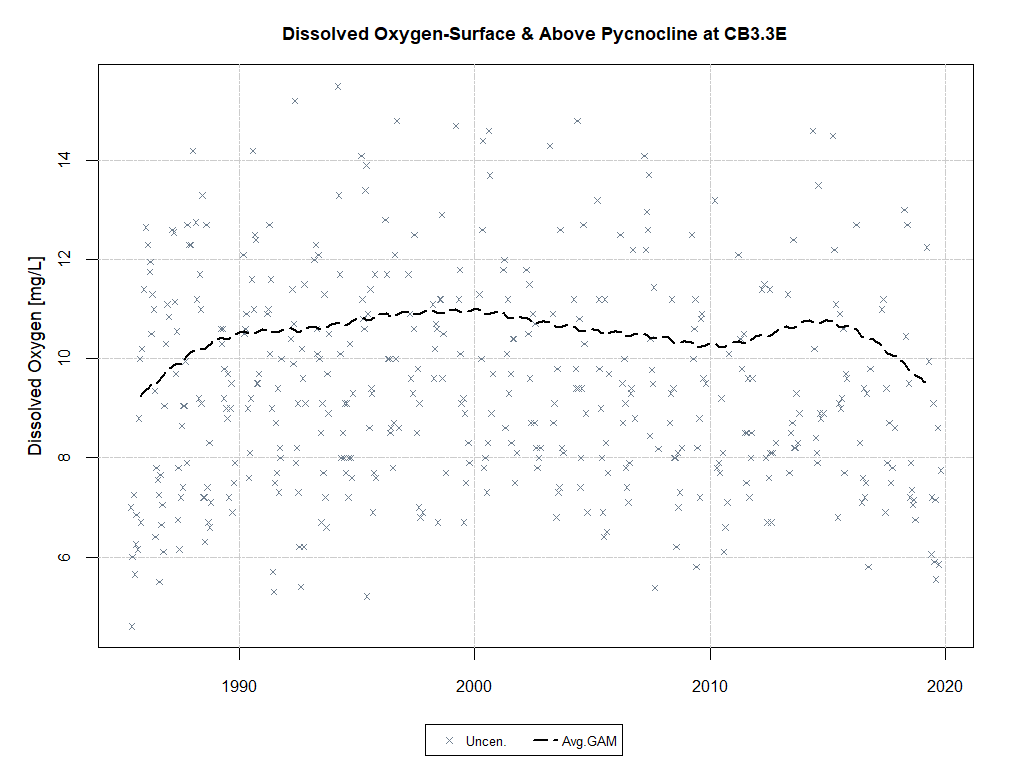 Dissolved Oxygen-Surface & Above Pycnocline at CB3.3E
Dissolved Oxygen [mg/L]
14
12
10
8
6
1990
2000
2010
2020
Uncen.
Avg.GAM